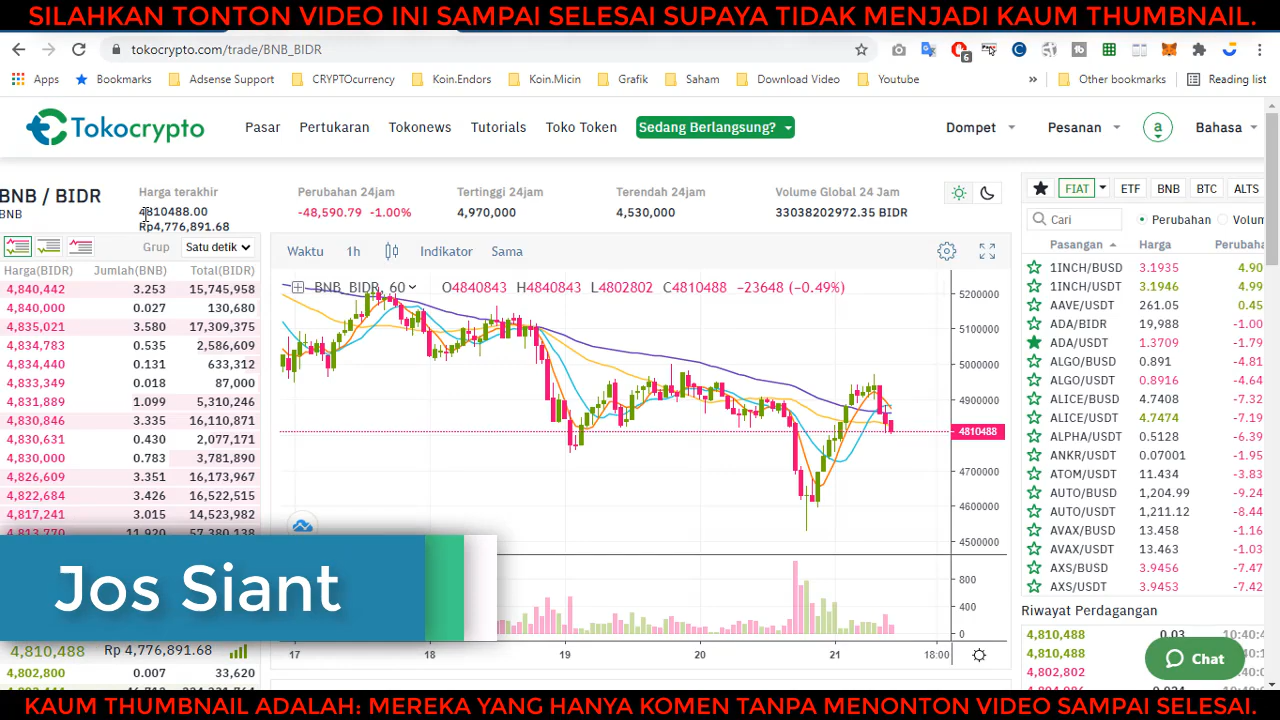 SILAHKAN TONTON VIDEO INI SAMPAI SELESAI SUPAYA TIDAK MENJADI KAUM THUMBNAIL.
tokocrypto.com/trade/BNB_BIDR
6
Apps Bookmarks Adsense Support CRYPTOcurrency Koin.Endors Koin.Micin Grafik Saham Download Video Youtube » Other bookmarks Reading list
Tokocrypto Pasar Pertukaran Tokonews Tutorials Toko Token Sedang Berlangsung? Dompet Pesanan a Bahasa
BNB / BIDR
BNB
Harga terakhir
4810488.00
Rp4,776,891.68
Perubahan 24jam
-48,590.79 -1.00%
Tertinggi 24jam
4,970,000
Terendah 24jam
4,530,000
Volume Global 24 Jam
33038202972.35 BIDR
Grup Satu detik
Harga(BIDR) Jumlah(BNB) Total(BIDR)
4,840,442 3.253 15,745,958
4,840,000 0.027 130,680
4,835,021 3.580 17,309,375
4,834,783 0.535 2,586,609
4,834,440 0.131 633,312
4,833,349 0.018 87,000
4,831,889 1.099 5,310,246
4,830,846 3.335 16,110,871
4,830,631 0.430 2,077,171
4,830,000 0.783 3,781,890
4,826,609 3.351 16,173,967
4,822,684 3.426 16,522,515
4,817,241 3.015 14,523,982
4,813,770 11.920 57,380,138
4,810,488 Rp 4,776,891.68
4,802,800 0.007 33,620
Waktu 1h Indikator Sama
BNB_BIDR, 60 O4840843 H4840843 L4802802 C4810488 −23648 (−0.49%)
5200000
5100000
5000000
4900000
4810488
4700000
4600000
4500000
800
400
0
17 18 19 20 21 18:00
FIAT ETF BNB BTC ALTS
Cari Perubahan Volum
Pasangan Harga Peruba
1INCH/BUSD 3.1935 4.90
1INCH/USDT 3.1946 4.99
AAVE/USDT 261.05 0.45
ADA/BIDR 19,988 -1.00
ADA/USDT 1.3709 -1.79
ALGO/BUSD 0.891 -4.81
ALGO/USDT 0.8916 -4.64
ALICE/BUSD 4.7408 -7.32
ALICE/USDT 4.7474 -7.19
ALPHA/USDT 0.5128 -6.39
ANKR/USDT 0.07001 -1.95
ATOM/USDT 11.434 -3.83
AUTO/BUSD 1,204.99 -9.24
AUTO/USDT 1,211.12 -8.44
AVAX/BUSD 13.458 -1.16
AVAX/USDT 13.463 -1.03
AXS/BUSD 3.9456 -7.47
AXS/USDT 3.9453 -7.42
Riwayat Perdagangan
4,810,488 0.03 10:40:4
4,810,488
4,802,802
Chat
Jos Siant
KAUM THUMBNAIL ADALAH: MEREKA YANG HANYA KOMEN TANPA MENONTON VIDEO SAMPAI SELESAI.